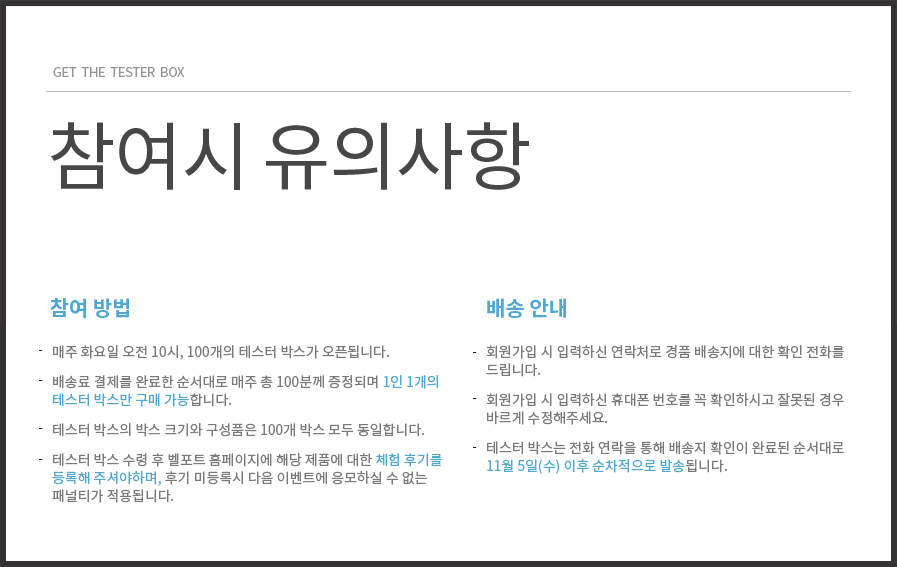 GET THE TESTER BOX
참여시 유의사항
참여 방법
- 매주 화요일 오전 10시, 100개의 테스터 박스가 오픈됩니다.
- 배송료 결제를 완료한 순서대로 매주 총 100분께 증정되며 1인 1개의
테스터 박스만 구매 가능합니다.
- 테스터 박스의 박스 크기와 구성품은 100개 박스 모두 동일합니다.
- 테스터 박스 수령 후 벨포트 홈페이지에 해당 제품에 대한 체험 후기를
등록해 주셔야하며, 후기 미등록시 다음 이벤트에 응모하실 수 없는
패널티가 적용됩니다.
배송 안내
- 회원가입 시 입력하신 연락처로 경품 배송지에 대한 확인 전화를
드립니다.
- 회원가입 시 입력하신 휴대폰 번호를 꼭 확인하시고 잘못된 경우
바르게 수정해주세요.
- 테스터 박스는 전화 연락을 통해 배송지 확인이 완료된 순서대로
11월 5일(수) 이후 순차적으로 발송됩니다.